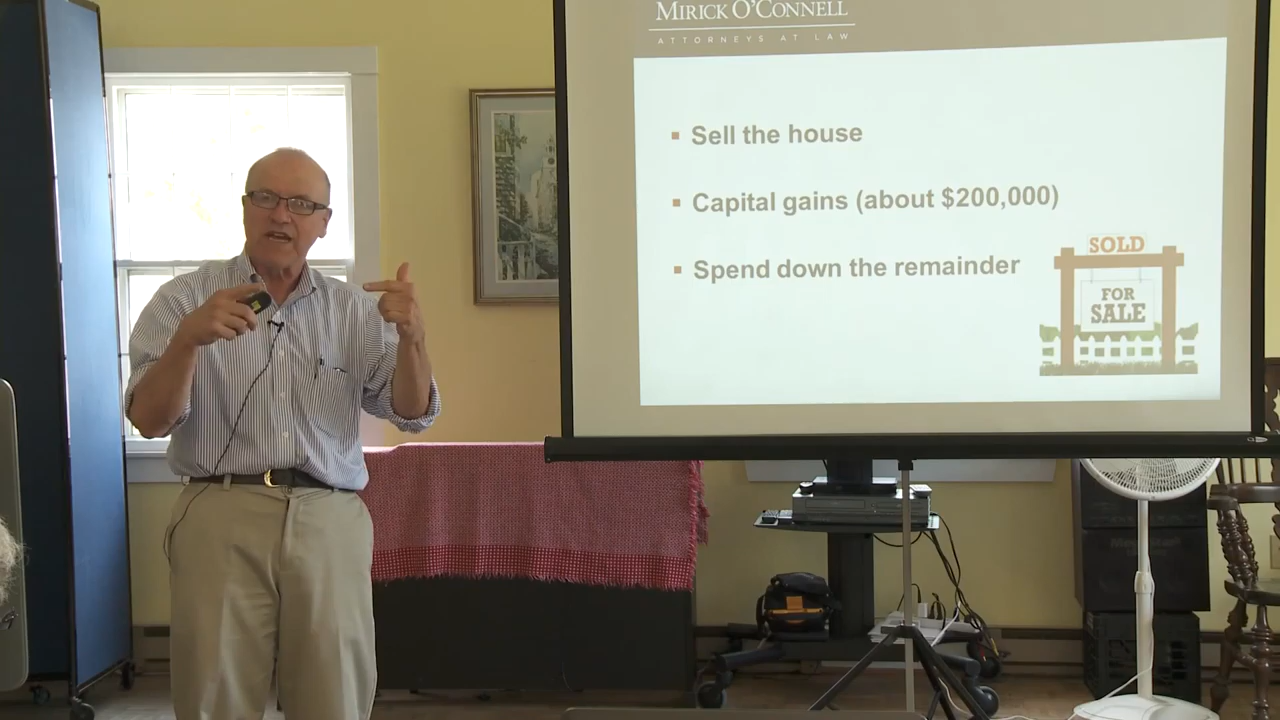 MIRICK O'CONNELL
ATTORNEYS AT LAW
▪ Sell the house
▪ Capital gains (about $200,000)
▪ Spend down the remainder
SOLD
FOR
SALE